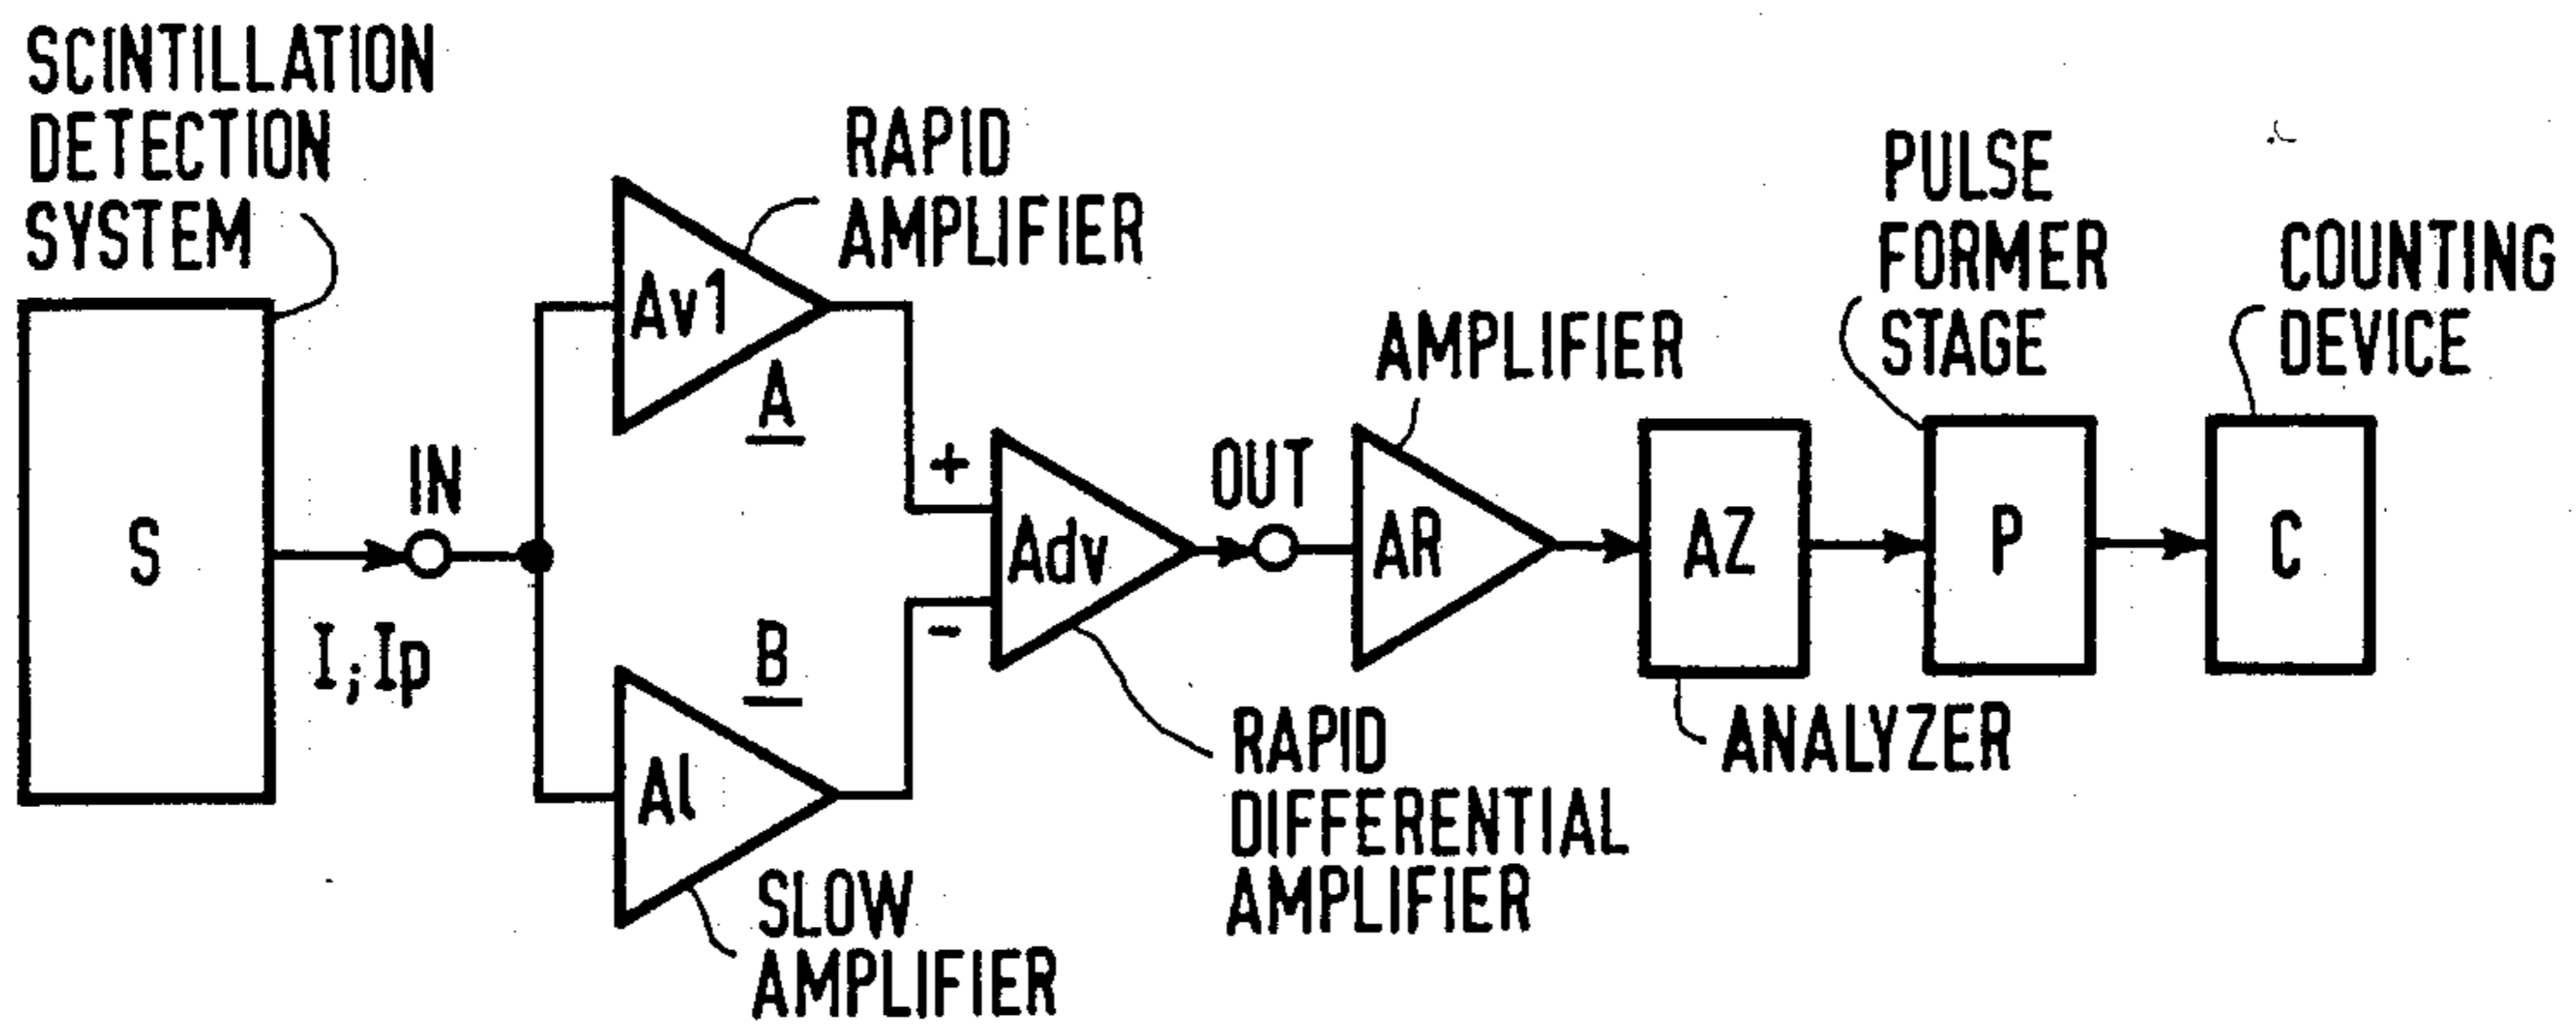 SCINTILLATION
DETECTION
SYSTEM
S
IN
I;Ip
RAPID
AMPLIFIER
Av1
A
B
Al
SLOW
AMPLIFIER
+
-
Adv
RAPID
DIFFERENTIAL
AMPLIFIER
OUT
AMPLIFIER
AR
AZ
ANALYZER
PULSE
FORMER
STAGE
P
COUNTING
DEVICE
C